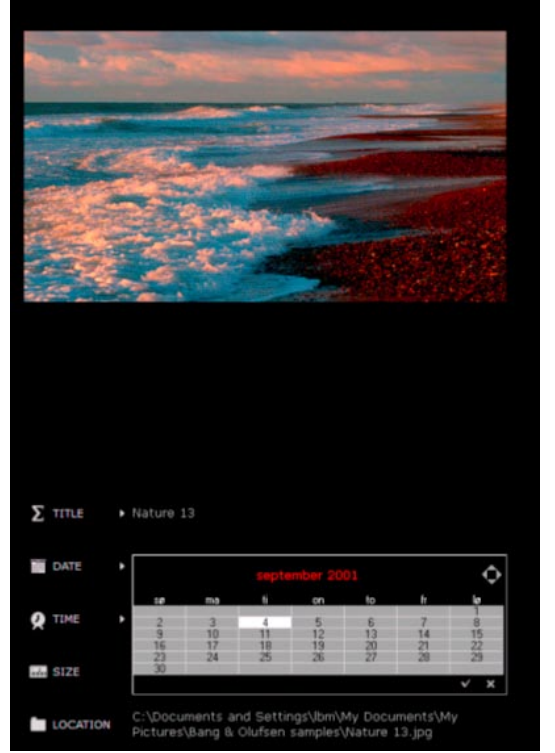 TITLE Nature 13
DATE
september 2001
sø ma ti on to fr lø
1
TIME
2 3 4 5 6 7 8
9 10 11 12 13 14 15
16 17 18 19 20 21 22
23 24 25 26 27 28 29
30
SIZE
LOCATION C:\Documents and Settings\lbm\My Documents\My
Pictures\Bang & Olufsen samples\Nature 13.jpg